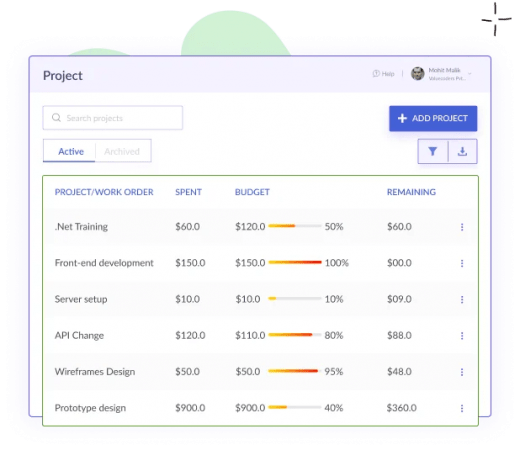 Project
Help
Mohit Malik
Search projects
+ ADD PROJECT
Active Archived
PROJECT/WORK ORDER SPENT BUDGET REMAINING
.Net Training $60.0 $120.0 50% $60.0
Front-end development $150.0 $150.0 100% $00.0
Server setup $10.0 $10.0 10% $09.0
API Change $120.0 $110.0 80% $88.0
Wireframes Design $50.0 $50.0 95% $48.0
Prototype design $900.0 $900.0 40% $360.0